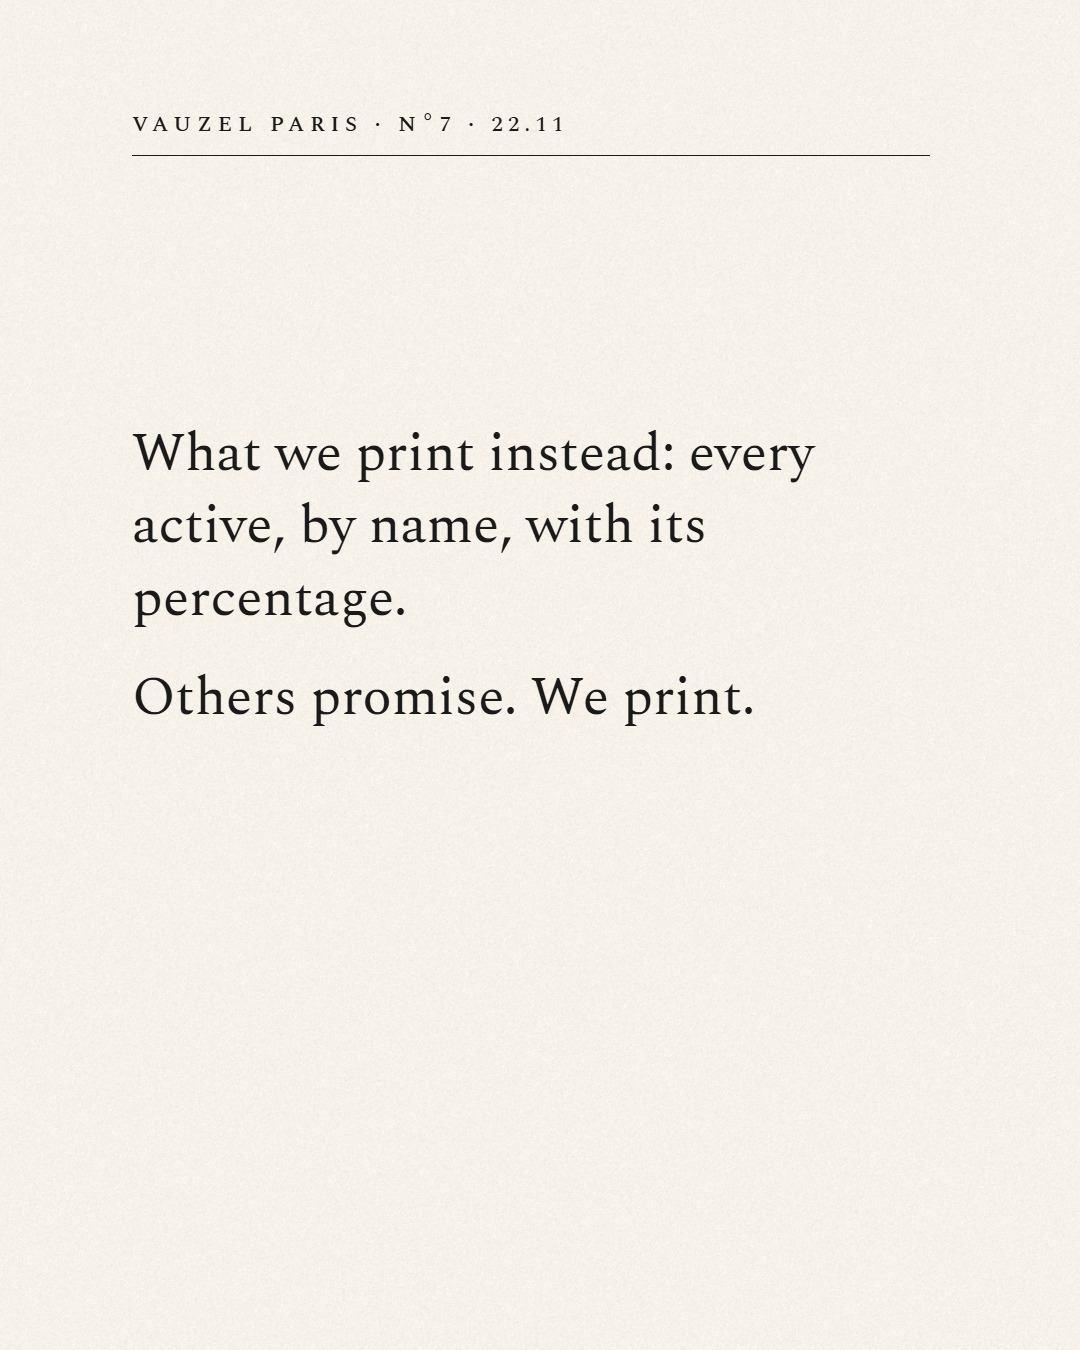 VAUZEL PARIS · N°7 · 22.11
What we print instead: every
active, by name, with its
percentage.
Others promise. We print.